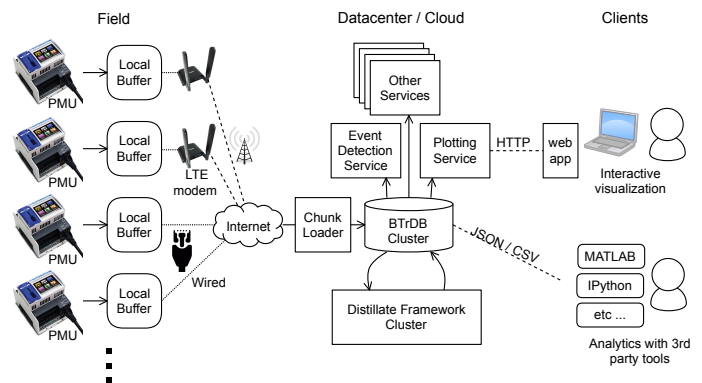 Field
Datacenter / Cloud
Clients
PMU
Local
Buffer
PMU
Local
Buffer
LTE
modem
PMU
Local
Buffer
PMU
Local
Buffer
Wired
Internet
Chunk
Loader
Other
Services
Event
Detection
Service
Plotting
Service
HTTP
web
app
Interactive
visualization
BTrDB
Cluster
JSON / CSV
Distillate Framework
Cluster
MATLAB
IPython
etc ...
Analytics with 3rd
party tools